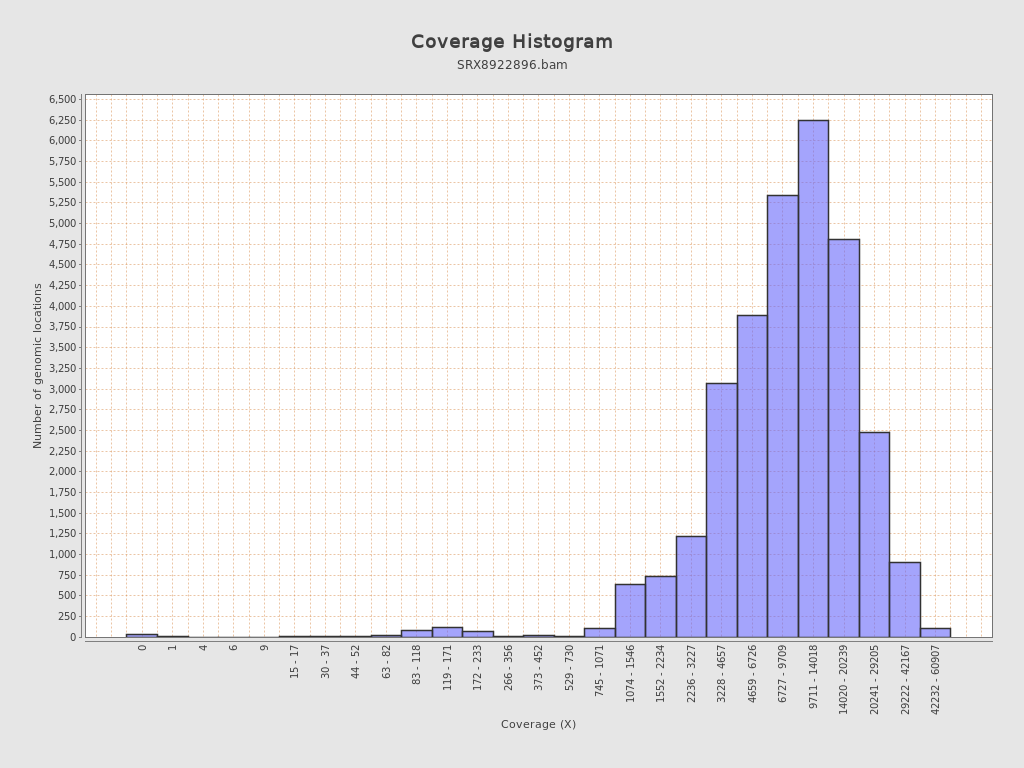 Coverage Histogram
SRX8922896.bam
Number of genomic locations
6,500
6,250
6,000
5,750
5,500
5,250
5,000
4,750
4,500
4,250
4,000
3,750
3,500
3,250
3,000
2,750
2,500
2,250
2,000
1,750
1,500
1,250
1,000
750
500
250
0
0
1
4
6
9
15 - 17
30 - 37
44 - 52
63 - 82
83 - 118
119 - 171
172 - 233
266 - 356
373 - 452
529 - 730
745 - 1071
1074 - 1546
1552 - 2234
2236 - 3227
3228 - 4657
4659 - 6726
6727 - 9709
9711 - 14018
14020 - 20239
20241 - 29205
29222 - 42167
42232 - 60907
Coverage (X)